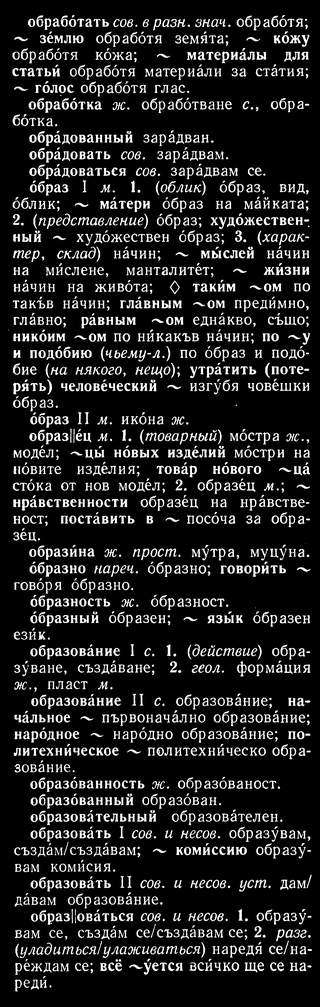 обрабо́тать сов. в разн. знач. обрабо́тя;
~ зе́млю обрабо́тя земя́та; ~ ко́жу
обрабо́тя ко́жа; ~ материа́лы для
статьи́ обрабо́тя материа́ли за ста́тия;
~ го́лос обрабо́тя глас.
обрабо́тка ж. обрабо́тване с., обра-
бо́тка.
обра́дованный зара́дван.
обра́довать сов. зара́двам.
обра́доваться сов. зара́двам се.
о́браз I м. 1. (облик) о́браз, вид,
о́блик; ~ ма́тери о́браз на ма́йката;
2. (представление) о́браз; худо́жествен-
ный ~ худо́жествен о́браз; 3. (харак-
тер, склад) на́чин; ~ мы́слей на́чин
на ми́слене, манталите́т; ~ жи́зни
на́чин на живо́та; ◊ таки́м ~ом по
такъ́в на́чин; гла́вным ~ом преди́мно,
гла́вно; ра́вным ~ом една́кво, съ́що;
нико́им ~ом по ни́какъв на́чин; по ~у
и подо́бию (чьему-л.) по о́браз и подо́-
бие (на някого, нещо); утра́тить (поте-
ря́ть) челове́ческий ~ изгу́бя чове́шки
о́браз.
о́браз II м. ико́на ж.
образ||е́ц м. 1. (товарный) мо́стра ж.,
моде́л; ~цы́ но́вых изде́лий мо́стри на
но́вите изде́лия; това́р но́вого ~ца́
сто́ка от нов моде́л; 2. образе́ц м.; ~
нра́вственности образе́ц на нра́встве-
ност; поста́вить в ~ посо́ча за обра-
зе́ц.
образи́на ж. прост. му́тра, муцу́на.
о́бразно нареч. о́бразно; говори́ть ~
гово́ря о́бразно.
о́бразность ж. о́бразност.
о́бразный о́бразен; ~ язы́к о́бразен
ези́к.
образова́ние I с. 1. (действие) обра-
зу́ване, създа́ване; 2. геол. форма́ция
ж., пласт м.
образова́ние II с. образова́ние; на-
ча́льное ~ първонача́лно образова́ние;
наро́дное ~ наро́дно образова́ние; по-
литехни́ческое ~ политехни́ческо обра-
зова́ние.
образо́ванность ж. образо́ваност.
образо́ванный образо́ван.
образова́тельный образова́телен.
образова́ть I сов. и несов. образу́вам,
създа́м/създа́вам; ~ коми́ссию образу́-
вам коми́сия.
образова́ть II сов. и несов. уст. дам/
да́вам образова́ние.
образ||ова́ться сов. и несов. 1. образу́-
вам се, създа́м се/създа́вам се; 2. разг.
(уладиться/улаживаться) наредя́ се/на-
ре́ждам се; всё ~у́ется вси́чко ще се на-
реди́.